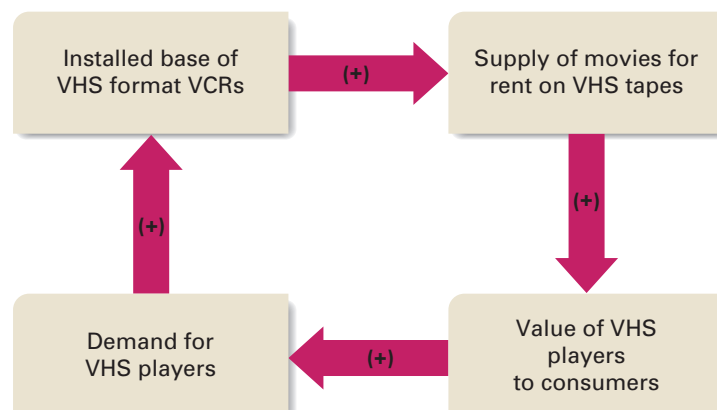 Installed base of
VHS format VCRs
(+)
Supply of movies for
rent on VHS tapes
(+)
(+)
Demand for
VHS players
(+)
Value of VHS
players
to consumers